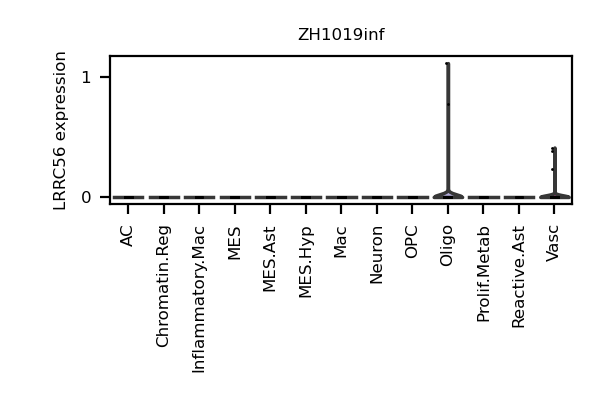 ZH1019inf
LRRC56 expression
1
0
AC
Chromatin.Reg
Inflammatory.Mac
MES
MES.Ast
MES.Hyp
Mac
Neuron
OPC
Oligo
Prolif.Metab
Reactive.Ast
Vasc